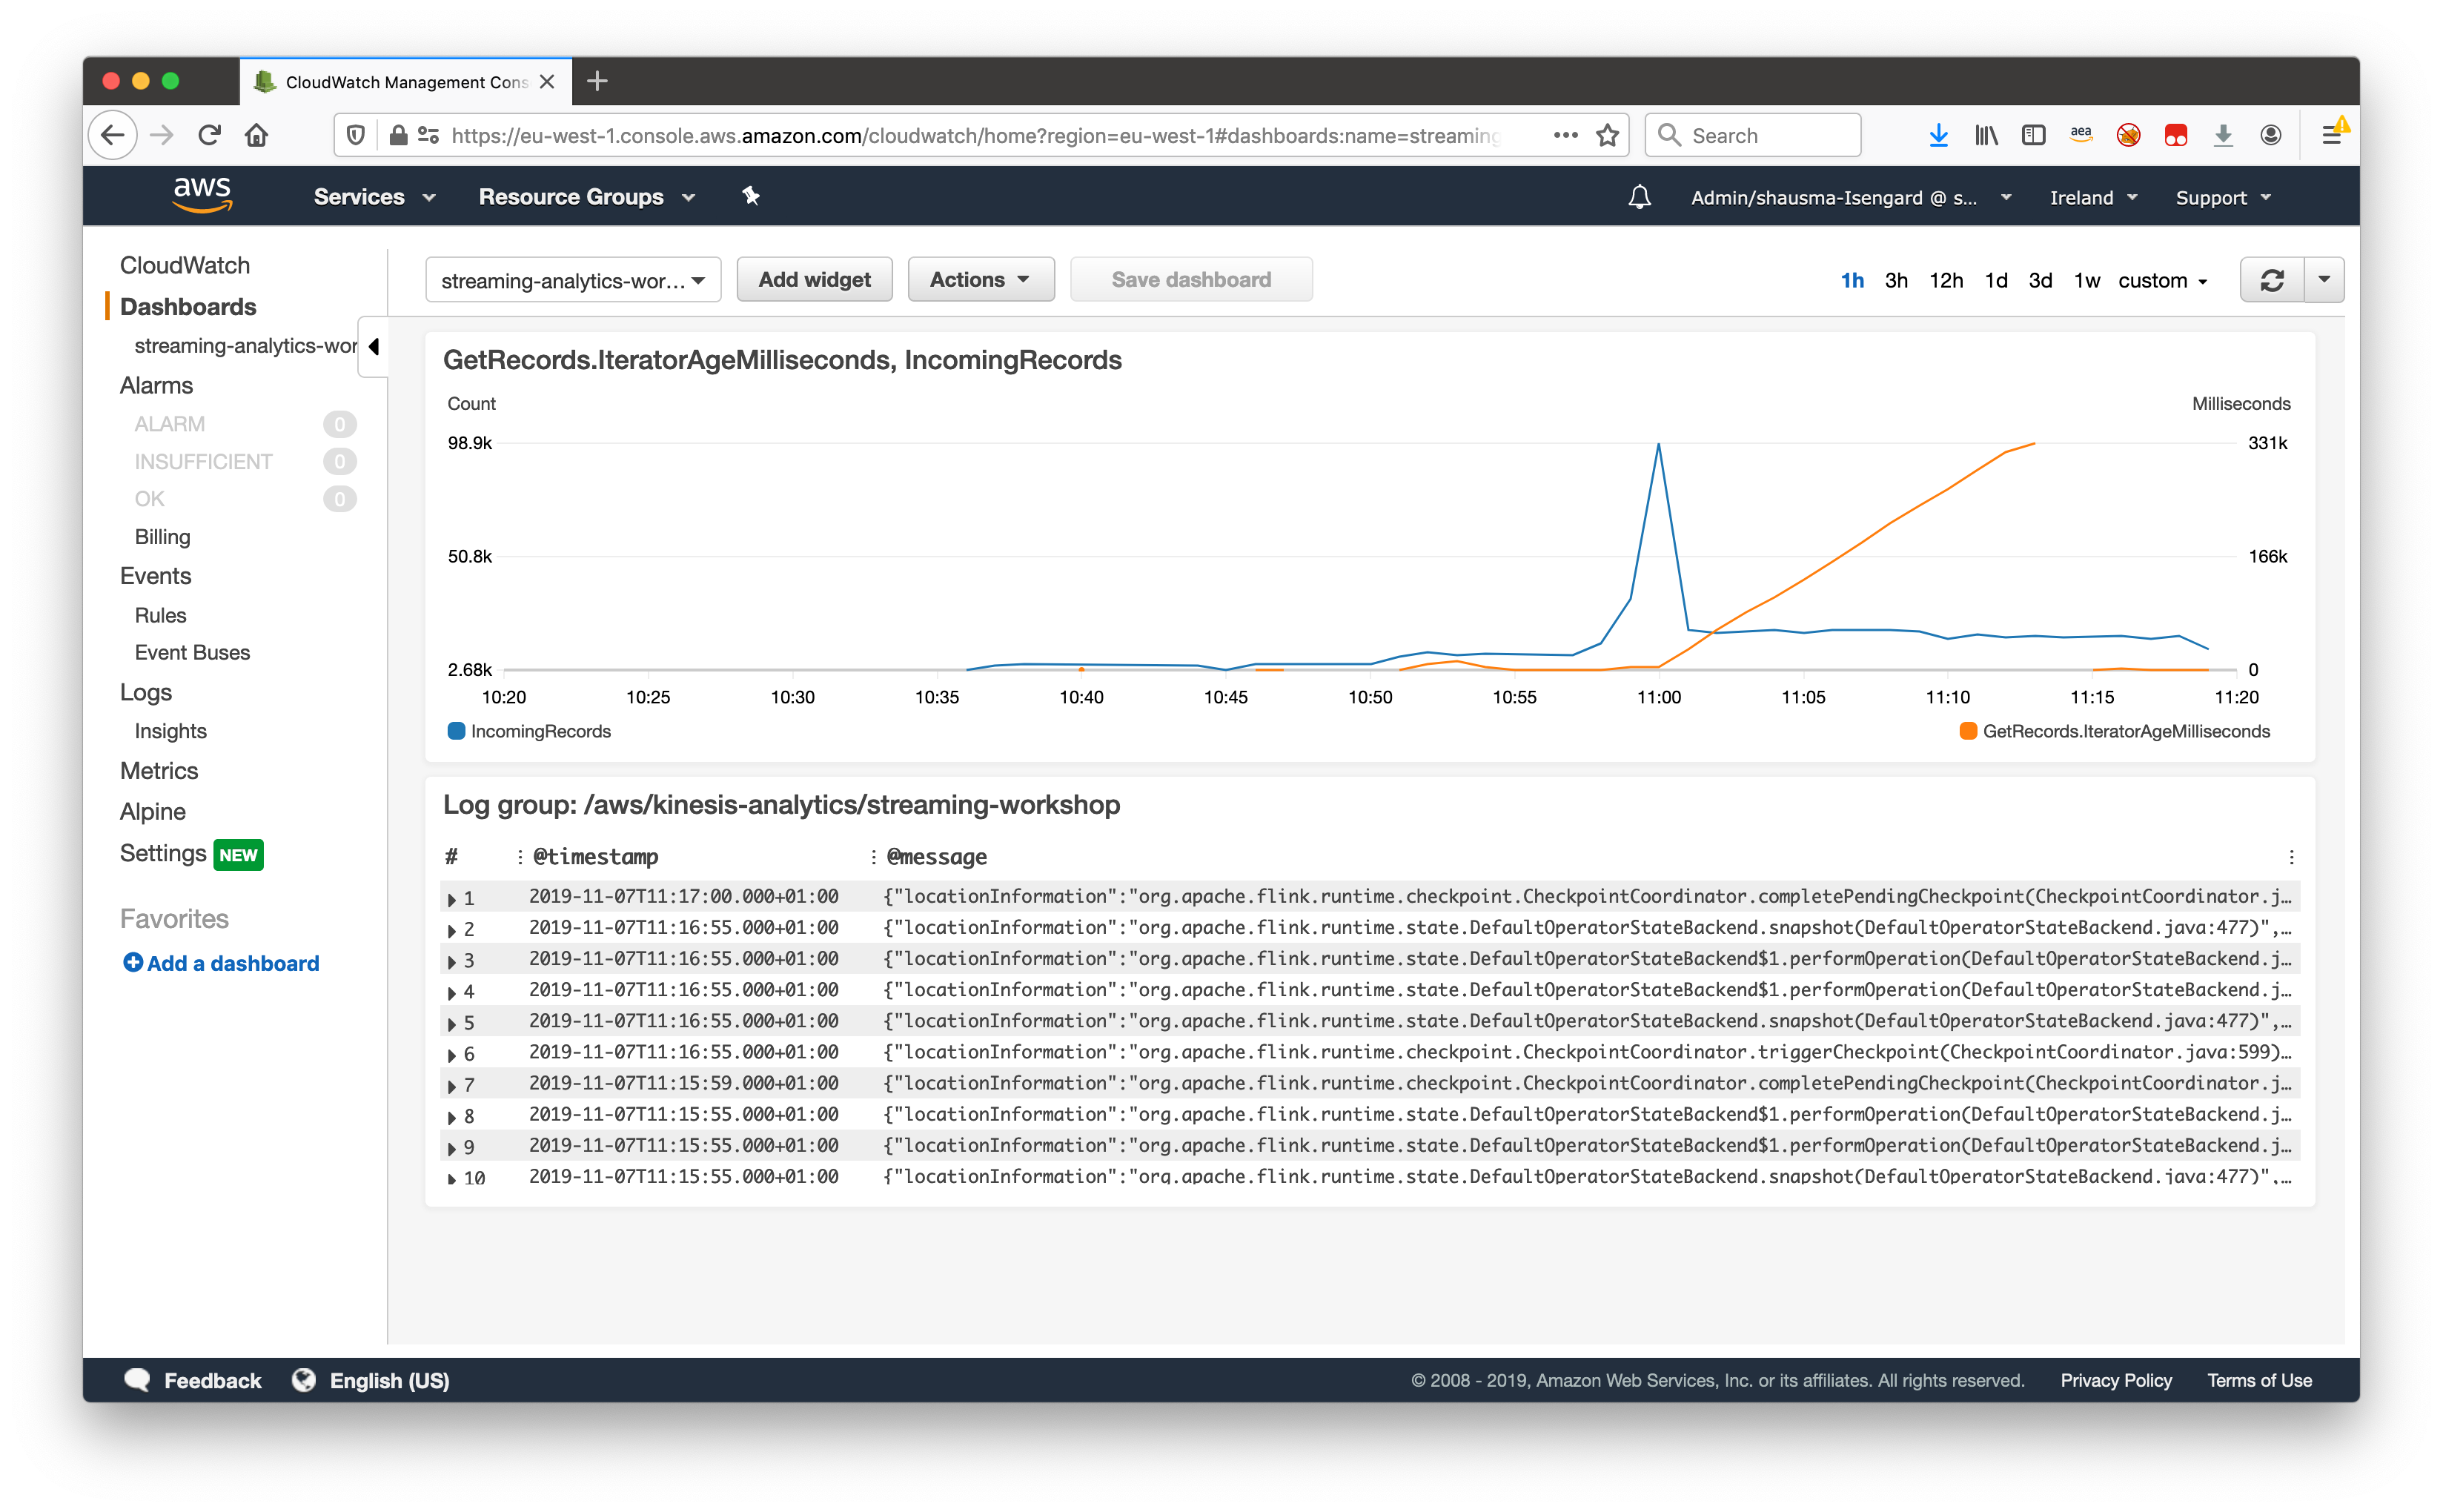 CloudWatch Management Cons
https://eu-west-1.console.aws.amazon.com/cloudwatch/home?region=eu-west-1#dashboards:name=streaming
Search
aea
aws
Services
Resource Groups
Admin/shausma-Isengard @ s...
Ireland
Support
CloudWatch
Dashboards
streaming-analytics-wor
Alarms
ALARM 0
INSUFFICIENT 0
OK 0
Billing
Events
Rules
Event Buses
Logs
Insights
Metrics
Alpine
Settings NEW
Favorites
Add a dashboard
streaming-analytics-wor...
Add widget
Actions
Save dashboard
1h 3h 12h 1d 3d 1w custom
GetRecords.IteratorAgeMilliseconds, IncomingRecords
Count
Milliseconds
98.9k
331k
50.8k
166k
2.68k
0
10:20 10:25 10:30 10:35 10:40 10:45 10:50 10:55 11:00 11:05 11:10 11:15 11:20
IncomingRecords
GetRecords.IteratorAgeMilliseconds
Log group: /aws/kinesis-analytics/streaming-workshop
# @timestamp @message
1 2019-11-07T11:17:00.000+01:00 {"locationInformation":"org.apache.flink.runtime.checkpoint.CheckpointCoordinator.completePendingCheckpoint(CheckpointCoordinator.j...
2 2019-11-07T11:16:55.000+01:00 {"locationInformation":"org.apache.flink.runtime.state.DefaultOperatorStateBackend.snapshot(DefaultOperatorStateBackend.java:477)",...
3 2019-11-07T11:16:55.000+01:00 {"locationInformation":"org.apache.flink.runtime.state.DefaultOperatorStateBackend$1.performOperation(DefaultOperatorStateBackend.j...
4 2019-11-07T11:16:55.000+01:00 {"locationInformation":"org.apache.flink.runtime.state.DefaultOperatorStateBackend$1.performOperation(DefaultOperatorStateBackend.j...
5 2019-11-07T11:16:55.000+01:00 {"locationInformation":"org.apache.flink.runtime.state.DefaultOperatorStateBackend.snapshot(DefaultOperatorStateBackend.java:477)",...
6 2019-11-07T11:16:55.000+01:00 {"locationInformation":"org.apache.flink.runtime.checkpoint.CheckpointCoordinator.triggerCheckpoint(CheckpointCoordinator.java:599)...
7 2019-11-07T11:15:59.000+01:00 {"locationInformation":"org.apache.flink.runtime.checkpoint.CheckpointCoordinator.completePendingCheckpoint(CheckpointCoordinator.j...
8 2019-11-07T11:15:55.000+01:00 {"locationInformation":"org.apache.flink.runtime.state.DefaultOperatorStateBackend$1.performOperation(DefaultOperatorStateBackend.j...
9 2019-11-07T11:15:55.000+01:00 {"locationInformation":"org.apache.flink.runtime.state.DefaultOperatorStateBackend$1.performOperation(DefaultOperatorStateBackend.j...
10 2019-11-07T11:15:55.000+01:00 {"locationInformation":"org.apache.flink.runtime.state.DefaultOperatorStateBackend.snapshot(DefaultOperatorStateBackend.java:477)",...
Feedback
English (US)
© 2008 - 2019, Amazon Web Services, Inc. or its affiliates. All rights reserved.
Privacy Policy
Terms of Use